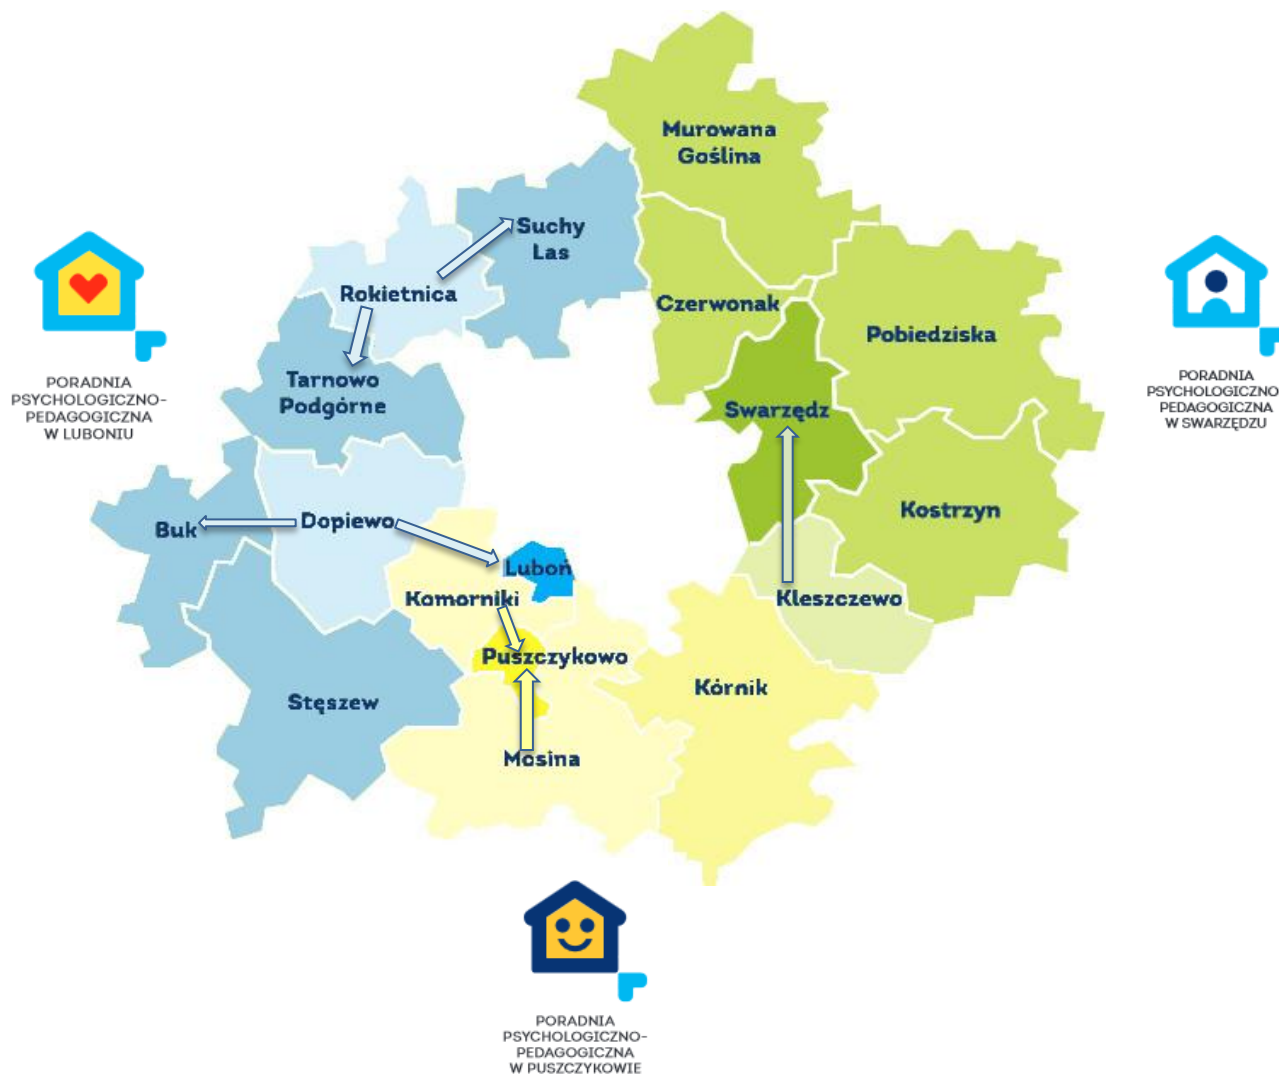 Murowana
Goślina
Suchy
Las
Rokietnica
Czerwonak
Pobiedziska
Tarnowo
Podgórne
Swarzędz
Buk
Dopiewo
Kostrzyn
Luboń
Komorniki
Kleszczewo
Puszczykowo
Kórnik
Stęszew
Mosina
PORADNIA
PSYCHOLOGICZNO-
PEDAGOGICZNA
W LUBONIU
PORADNIA
PSYCHOLOGICZNO
PEDAGOGICZNA
W SWARZĘDZU
PORADNIA
PSYCHOLOGICZNO-
PEDAGOGICZNA
W PUSZCZYKOWIE